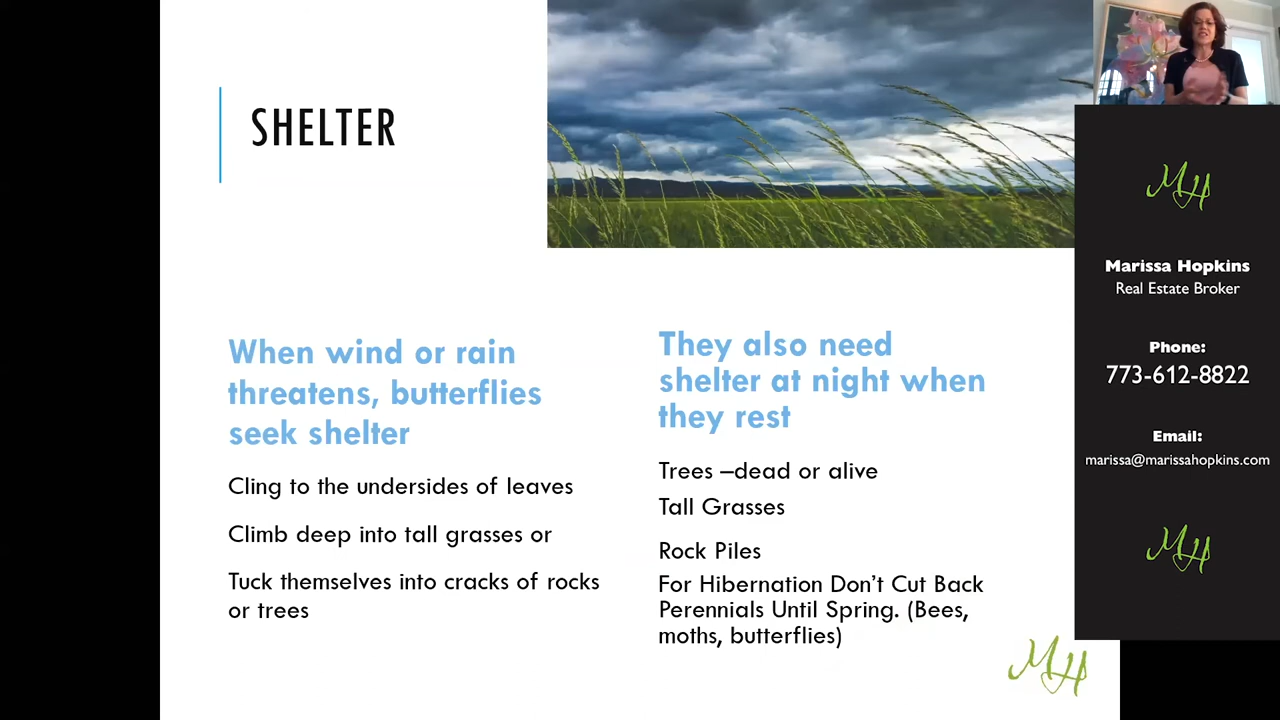 SHELTER
When wind or rain
threatens, butterflies
seek shelter
Cling to the undersides of leaves
Climb deep into tall grasses or
Tuck themselves into cracks of rocks
or trees
They also need
shelter at night when
they rest
Trees –dead or alive
Tall Grasses
Rock Piles
For Hibernation Don’t Cut Back
Perennials Until Spring. (Bees,
moths, butterflies)
MH
MH
Marissa Hopkins
Real Estate Broker
Phone:
773-612-8822
Email:
marissa@marissahopkins.com
MH